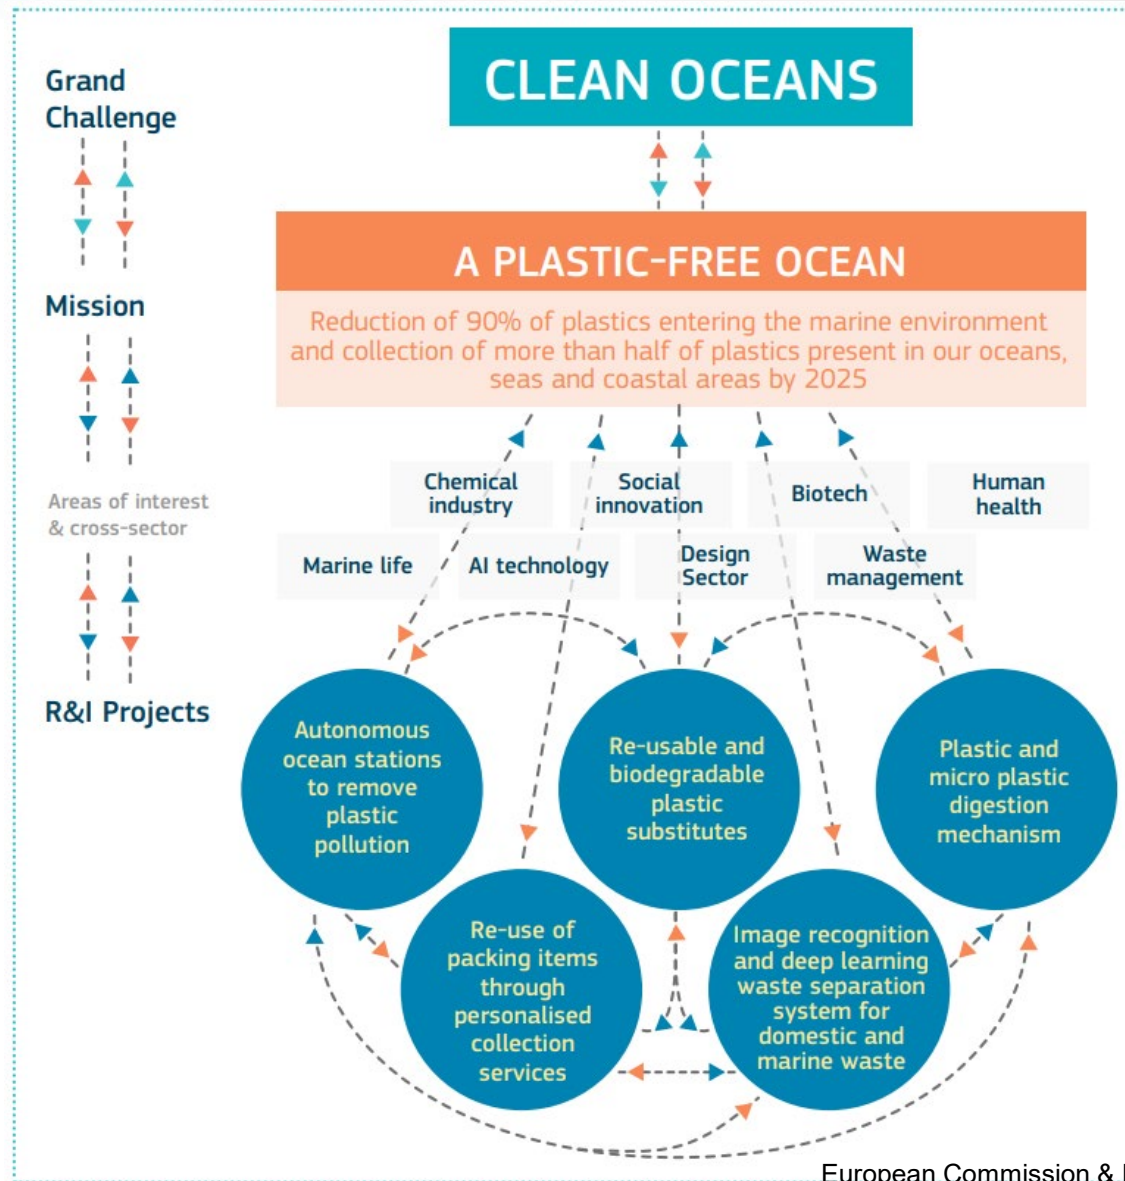 Grand
Challenge
CLEAN OCEANS
Mission
A PLASTIC-FREE OCEAN
Reduction of 90% of plastics entering the marine environment
and collection of more than half of plastics present in our oceans,
seas and coastal areas by 2025
Areas of interest
& cross-sector
Chemical
industry
Social
innovation
Biotech
Human
health
Marine life
AI technology
Design
Sector
Waste
management
R&I Projects
Autonomous
ocean stations
to remove
plastic
pollution
Re-usable and
biodegradable
plastic
substitutes
Plastic and
micro plastic
digestion
mechanism
Re-use of
packing items
through
personalised
collection
services
Image recognition
and deep learning
waste separation
system for
domestic and
marine waste
European Commission &